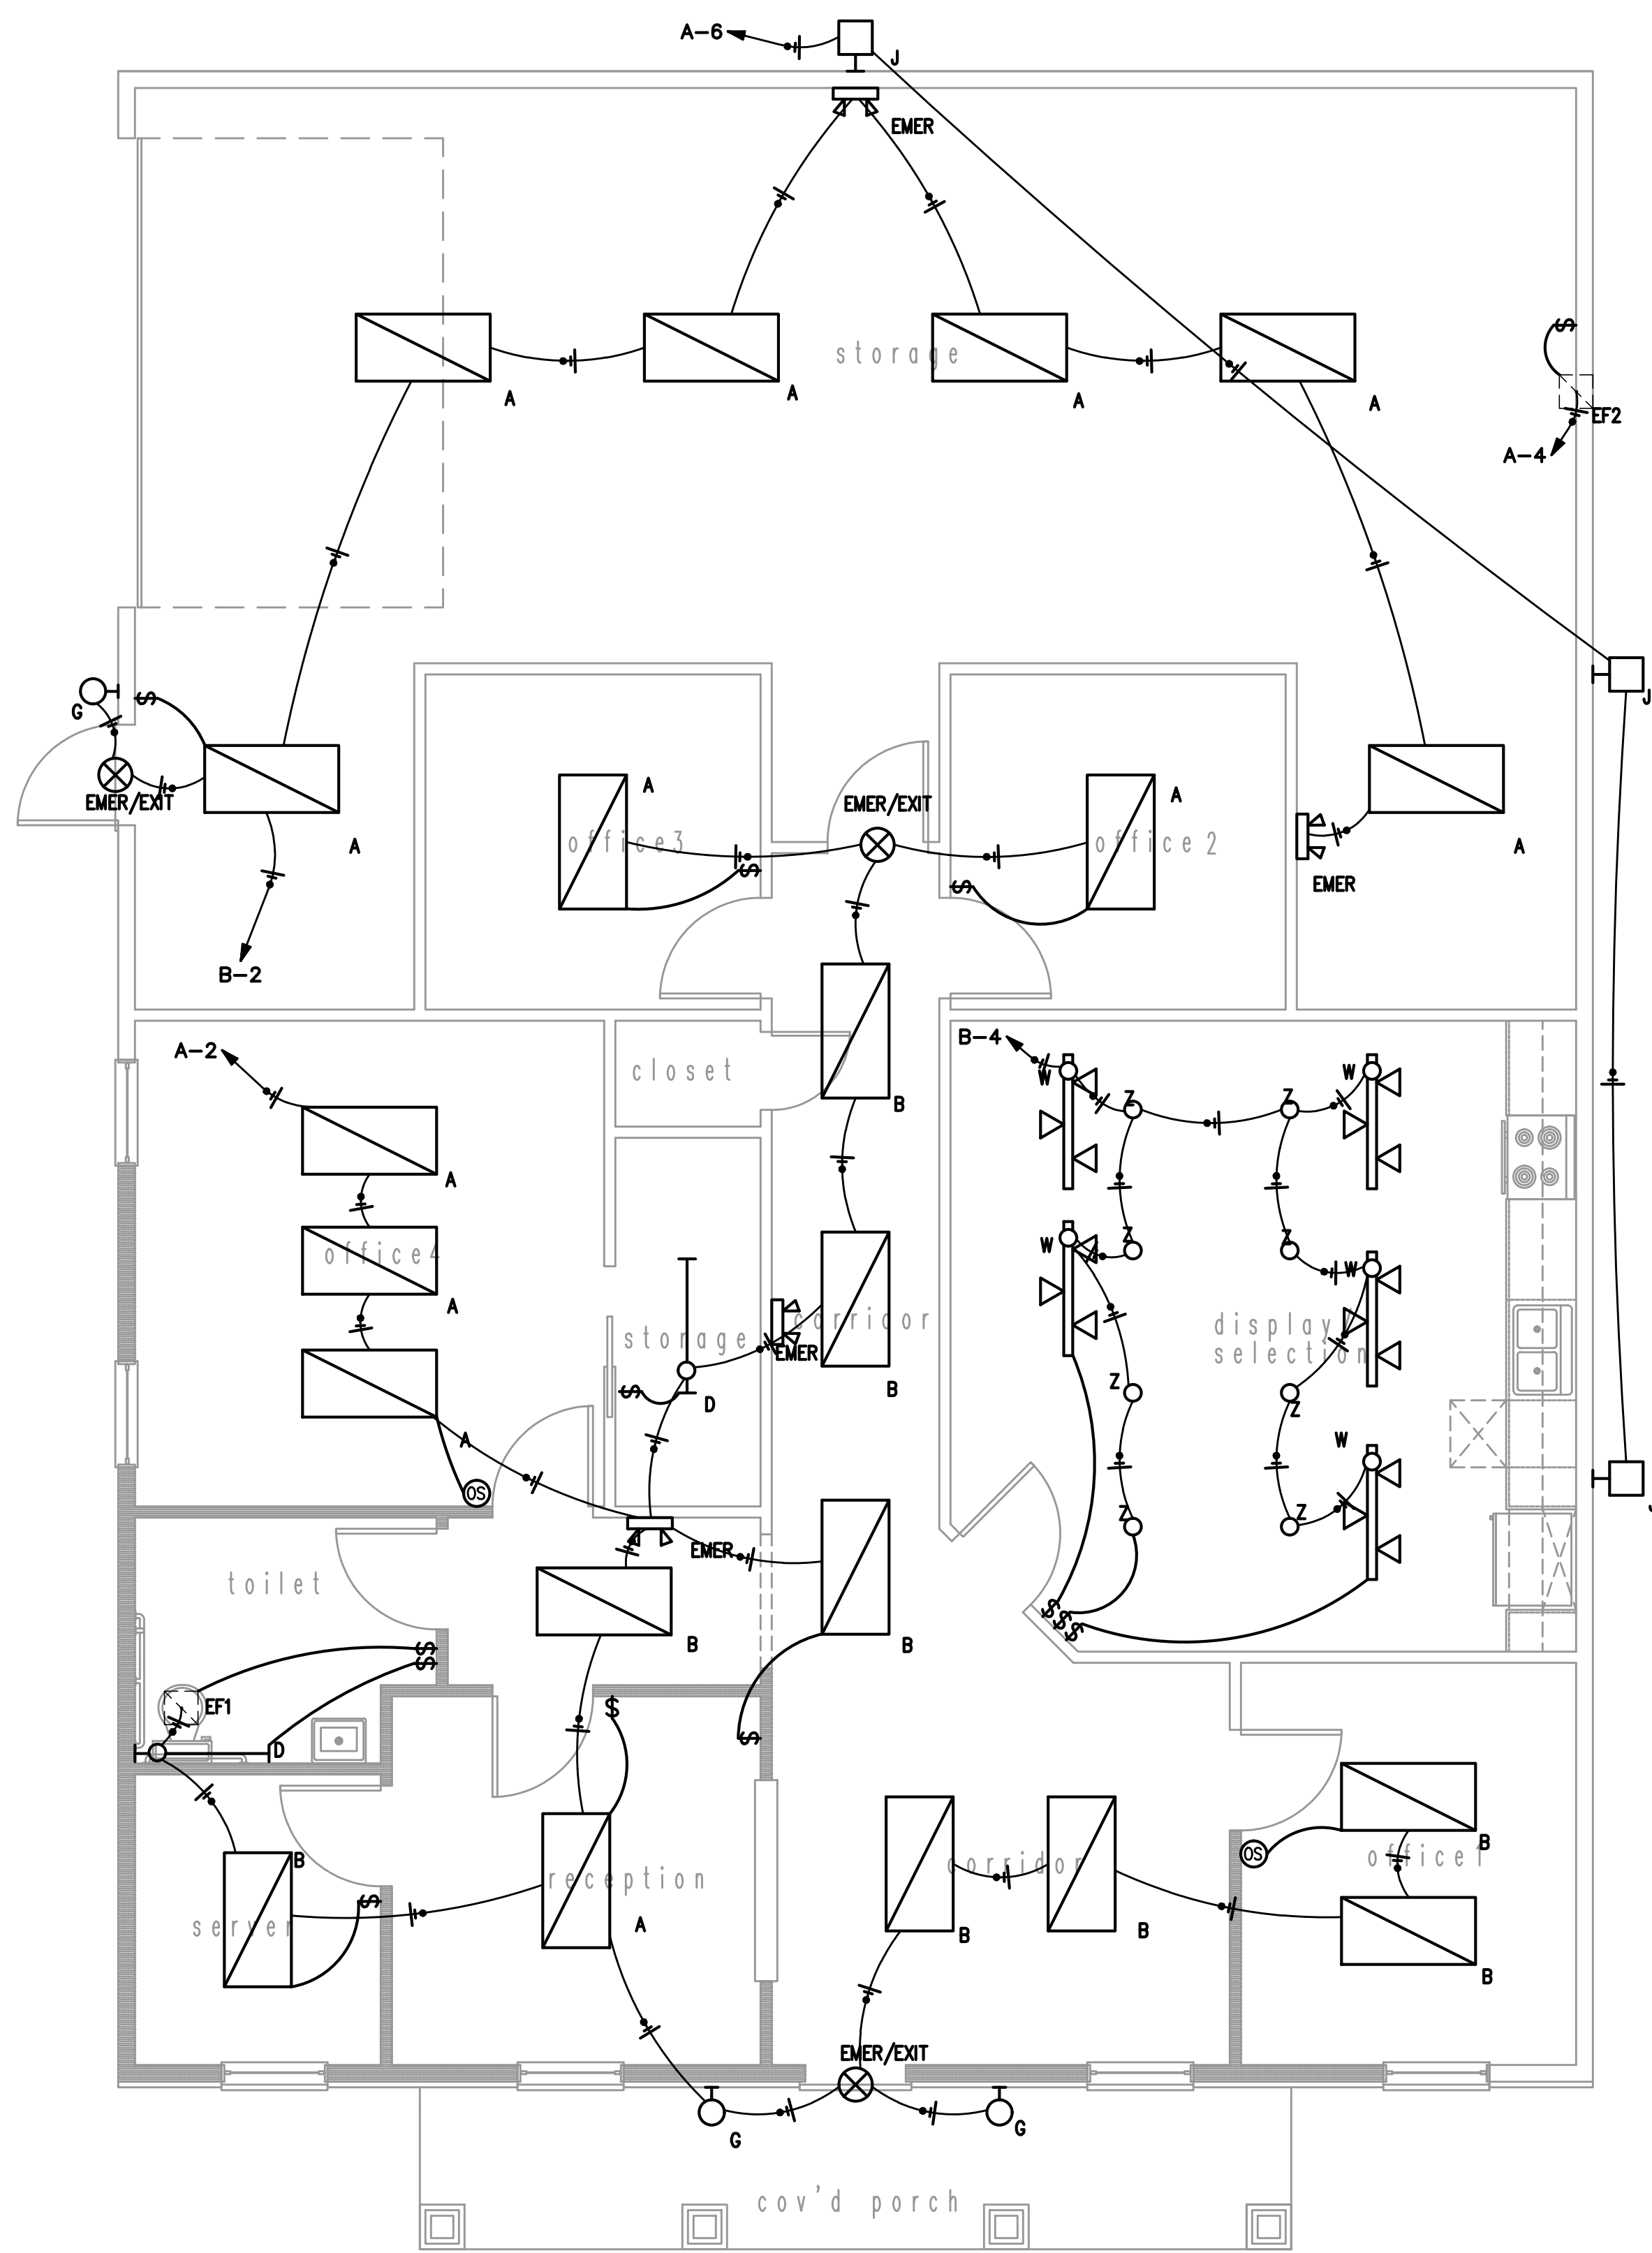 A-6
J
EMER
$
storage
A
A
A
A
EF2
A-4
J
$
G
EMER/EXIT
A
EMER/EXIT
A
A
office3
office 2
$
$
A
EMER
B-2
A-2
B-4
closet
W
Z
Z
W
B
A
Z
Z
W
W
office4
A
storage
corridor
display/
selection
EMER
$
D
B
Z
Z
W
A
OS
J
Z
Z
EMER
$
$
$
toilet
B
B
$
$
EF1
$
$
D
B
OS
B
office1
corridor
reception
$
server
A
B
B
B
EMER/EXIT
G
G
cov'd porch